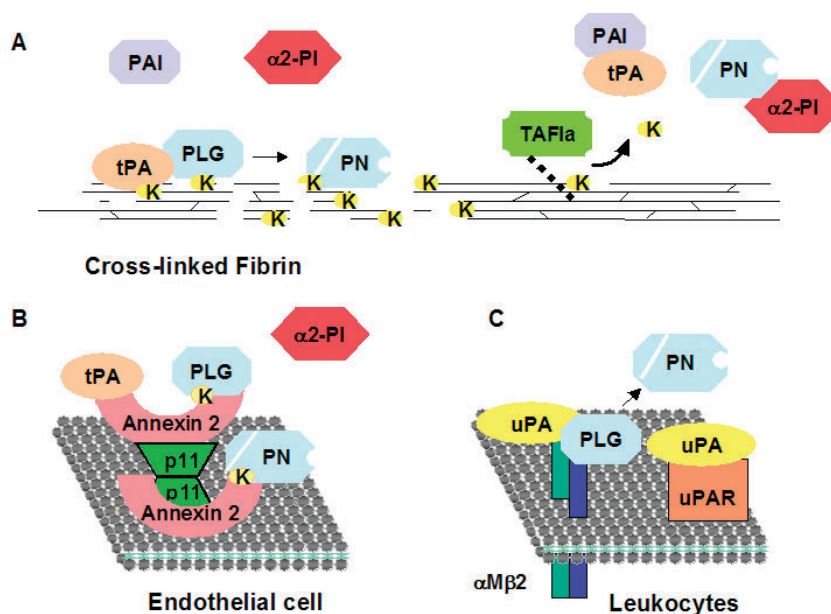 A
PAI
α2-PI
tPA
PLG
PN
K
K
K
K
K
K
Cross-linked Fibrin
PAI
tPA
PN
α2-PI
TAFIa
K
K
K
K
B
α2-PI
tPA
PLG
K
Annexin 2
p11
p11
PN
K
Annexin 2
Endothelial cell
C
PN
uPA
PLG
uPA
uPAR
αMβ2
Leukocytes